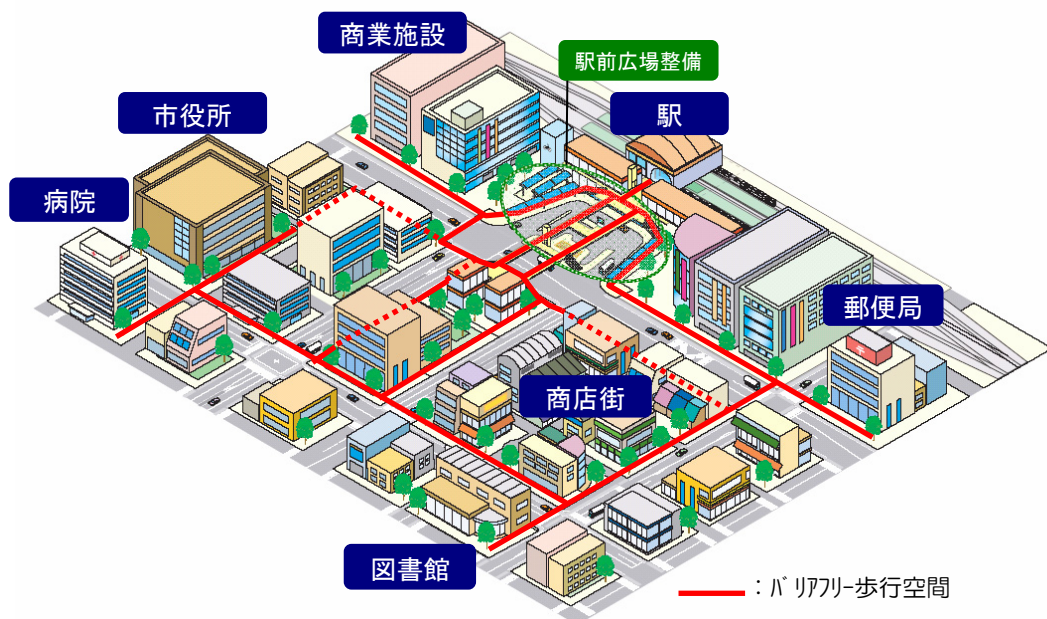 商業施設
駅前広場整備
駅
市役所
病院
郵便局
商店街
図書館
：バリアフリー歩行空間